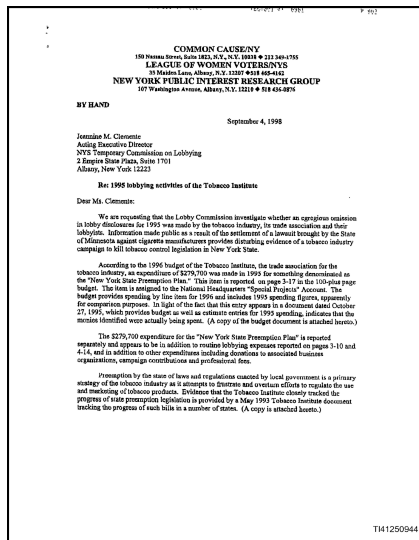 COMMON CAUSE/NY
150 Nassau Street, Suite 1823, N.Y., N.Y. 10038 ♦ 212 349-1755
LEAGUE OF WOMEN VOTERS/NYS
35 Maiden Lane, Albany, N.Y. 12207 ♦518 465-4162
NEW YORK PUBLIC INTEREST RESEARCH GROUP
107 Washington Avenue, Albany, N.Y. 12210 ♦ 518 436-0876
BY HAND
September 4, 1998
Jeannine M. Clemente
Acting Executive Director
NYS Temporary Commission on Lobbying
2 Empire State Plaza, Suite 1701
Albany, New York 12223
Re: 1995 lobbying activities of the Tobacco Institute
Dear Ms. Clemente:
We are requesting that the Lobby Commission investigate whether an egregious omission
in lobby disclosures for 1995 was made by the tobacco industry, its trade association and their
lobbyists. Information made public as a result of the settlement of a lawsuit brought by the State
of Minnesota against cigarette manufacturers provides disturbing evidence of a tobacco industry
campaign to kill tobacco control legislation in New York State.
According to the 1996 budget of the Tobacco Institute, the trade association for the
tobacco industry, an expenditure of $279,700 was made in 1995 for something denominated as
the "New York State Preemption Plan." This item is reported on page 3-17 in the 100-plus page
budget. The item is assigned to the National Headquarters "Special Projects" Account. The
budget provides spending by line item for 1996 and includes 1995 spending figures, apparently
for comparison purposes. In light of the fact that this entry appears in a document dated October
27, 1995, which provides budget as well as estimate entries for 1995 spending, indicates that the
monies identified were actually being spent. (A copy of the budget document is attached hereto.)
The $279,700 expenditure for the "New York State Preemption Plan" is reported
separately and appears to be in addition to routine lobbying expenses reported on pages 3-10 and
4-14, and in addition to other expenditures including donations to associated business
organizations, campaign contributions and professional fees.
Preemption by the state of laws and regulations enacted by local government is a primary
strategy of the tobacco industry as it attempts to frustrate and overturn efforts to regulate the use
and marketing of tobacco products. Evidence that the Tobacco Institute closely tracked the
progress of state preemption legislation is provided by a May 1993 Tobacco Institute document
tracking the progress of such bills in a number of states. (A copy is attached hereto.)
TI41250944